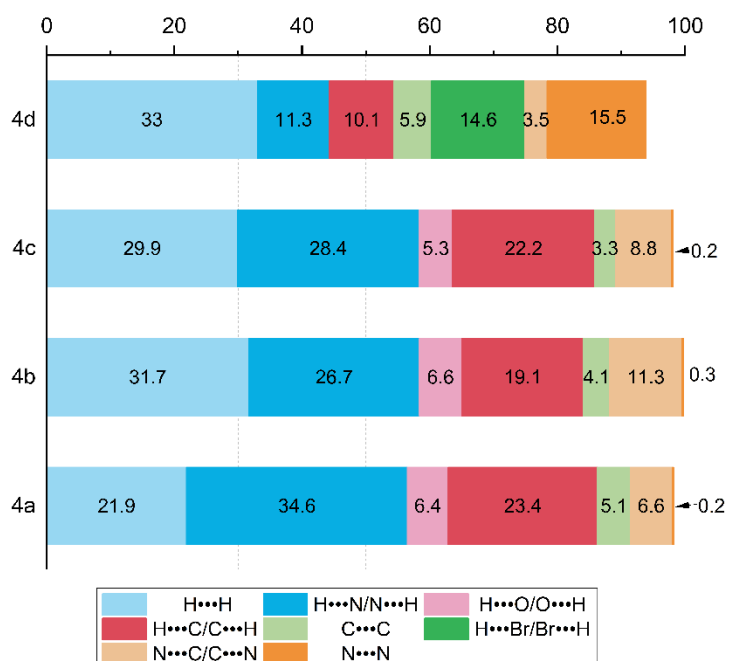 0 20 40 60 80 100
4d 33 11.3 10.1 5.9 14.6 3.5 15.5
4c 29.9 28.4 5.3 22.2 3.3 8.8 0.2
4b 31.7 26.7 6.6 19.1 4.1 11.3 0.3
4a 21.9 34.6 6.4 23.4 5.1 6.6 0.2
H•••H H•••N/N•••H H•••O/O•••H
H•••C/C•••H C•••C H•••Br/Br•••H
N•••C/C•••N N•••N